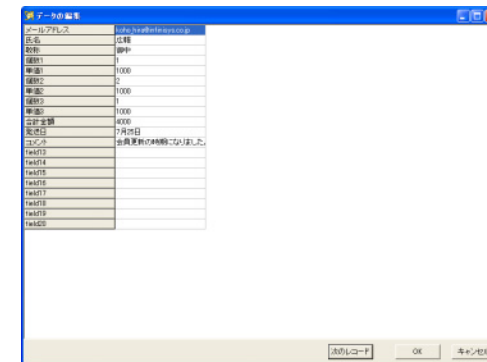 データの編集
メールアドレス
氏名 広報
敬称 御中
個数1 1
単価1 1000
個数2 2
単価2 1000
個数3 1
単価3 1000
合計金額 4000
発送日 7月25日
コメント 会員更新の時期になりました。
field13
field14
field15
field16
field17
field18
field19
field20
次のレコード OK キャンセル